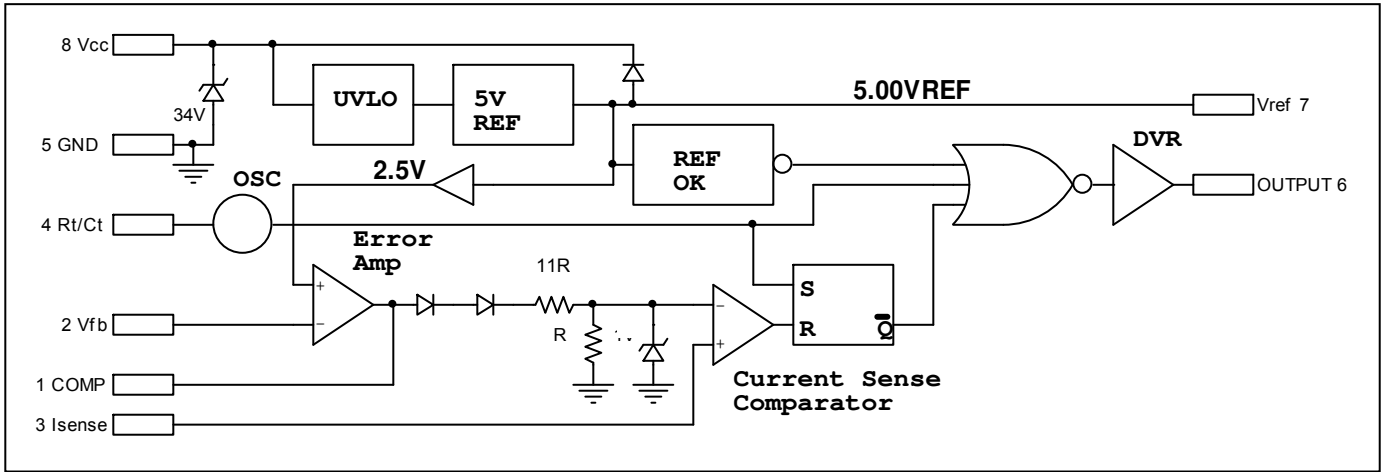 8 Vcc
34V
5 GND
UVLO
5V
REF
5.00VREF
Vref 7
REF
OK
DVR
OUTPUT 6
2.5V
OSC
4 Rt/Ct
Error
Amp
+
−
11R
R
2 Vfb
−
+
S
R
Q̅
1 COMP
Current Sense
Comparator
3 Isense